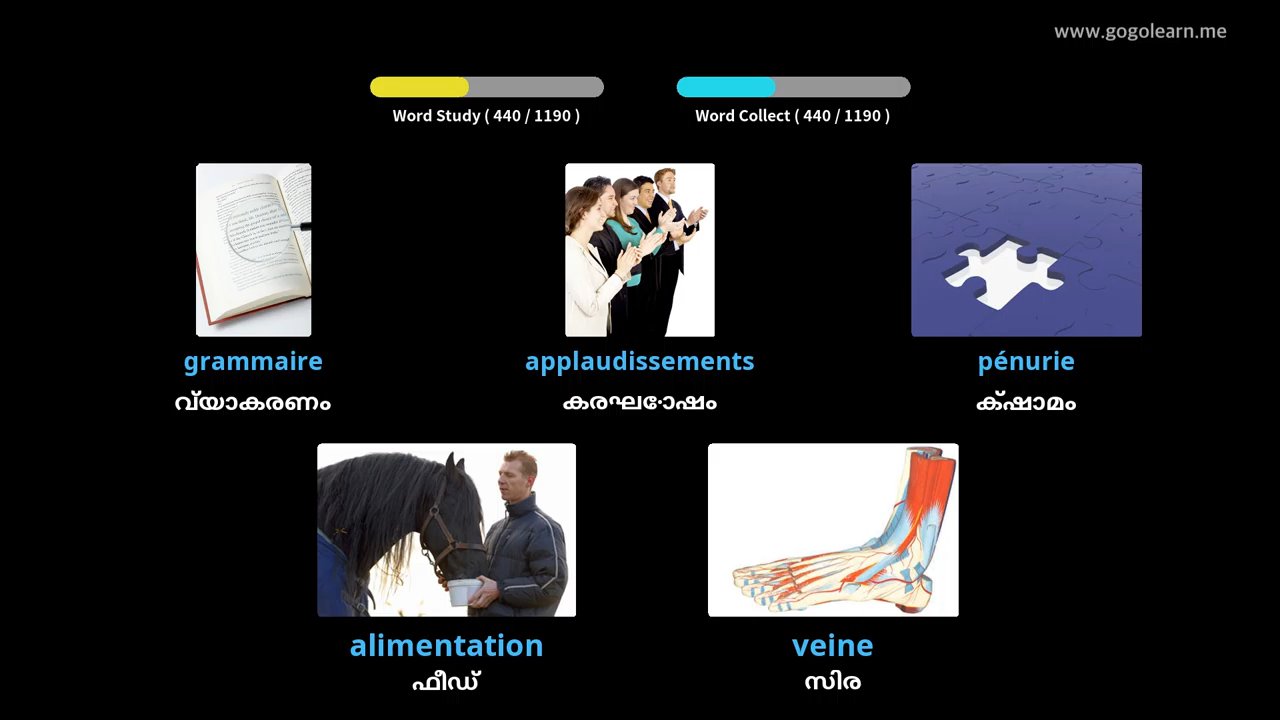 www.gogolearn.me
Word Study ( 440 / 1190 )
Word Collect ( 440 / 1190 )
grammaire
applaudissements
pénurie
വ്യാകരണം
കരഘോഷം
ക്ഷാമം
alimentation
veine
ഫീഡ്
സിര